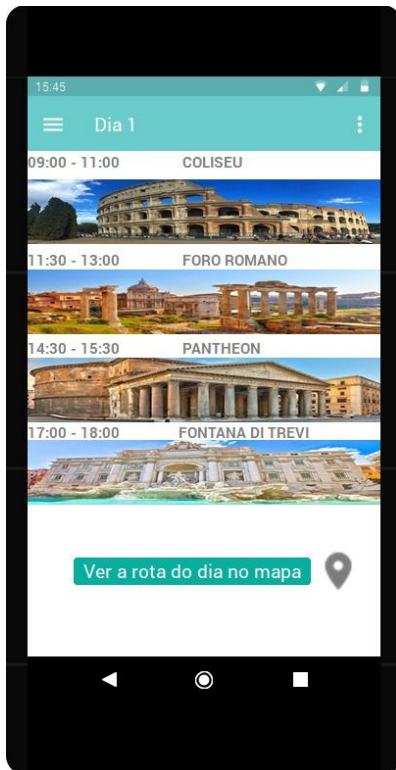 15:45
Dia 1
09:00 - 11:00 COLISEU
11:30 - 13:00 FORO ROMANO
14:30 - 15:30 PANTHEON
17:00 - 18:00 FONTANA DI TREVI
Ver a rota do dia no mapa